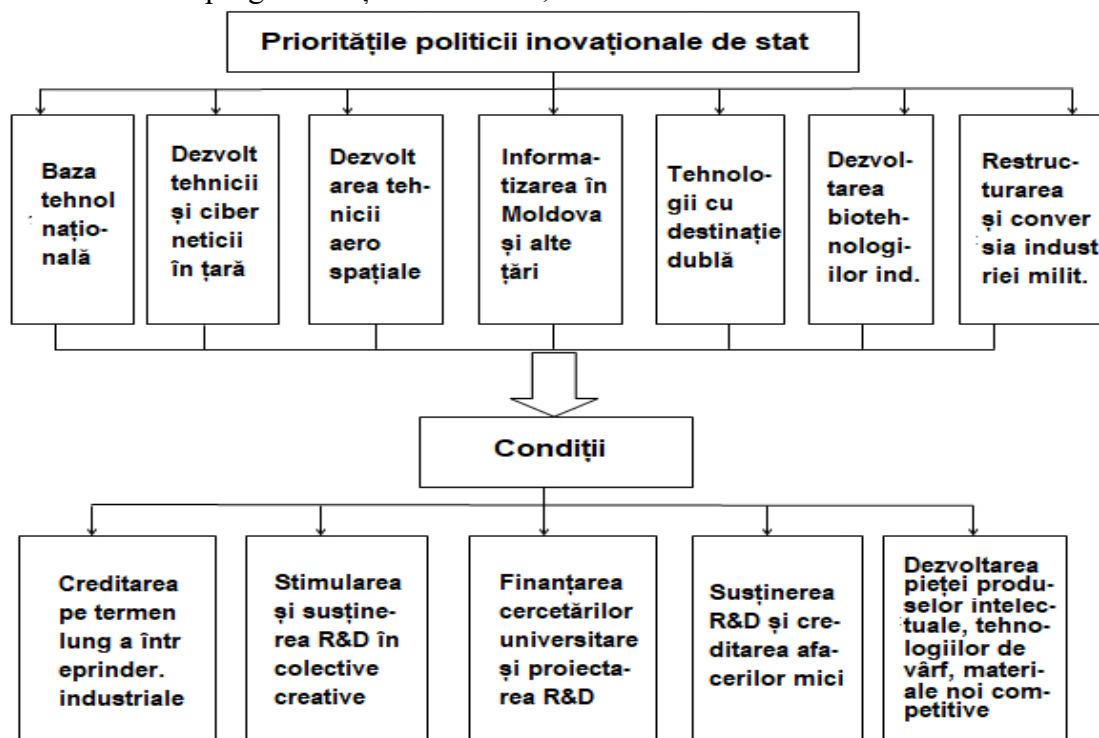 Prioritățile politicii inovaționale de stat
Baza
tehnol
națio-
nală
Dezvolt
tehnicii
și ciber
neticii
în țară
Dezvolt
area teh-
nicii
aero
spațiale
Informa-
tizarea în
Moldova
și alte
țări
Tehnolo-
gii cu
destinație
dublă
Dezvol-
tarea
bioteh-
nologi-
ilor ind.
Restruc-
turarea
și conver
sia indust
riei milit.
Condiții
Creditarea
pe termen
lung a într
eprinder.
industriale
Stimularea
și susține-
rea R&D în
colective
creative
Finanțarea
cercetărilor
universitare
și proiecta-
rea R&D
Susținerea
R&D și cre-
ditarea afa-
cerilor mici
Dezvoltarea
pieței produ-
selor intelec-
tuale, tehno-
logiilor de
vârf, materi-
ale noi com-
petitive